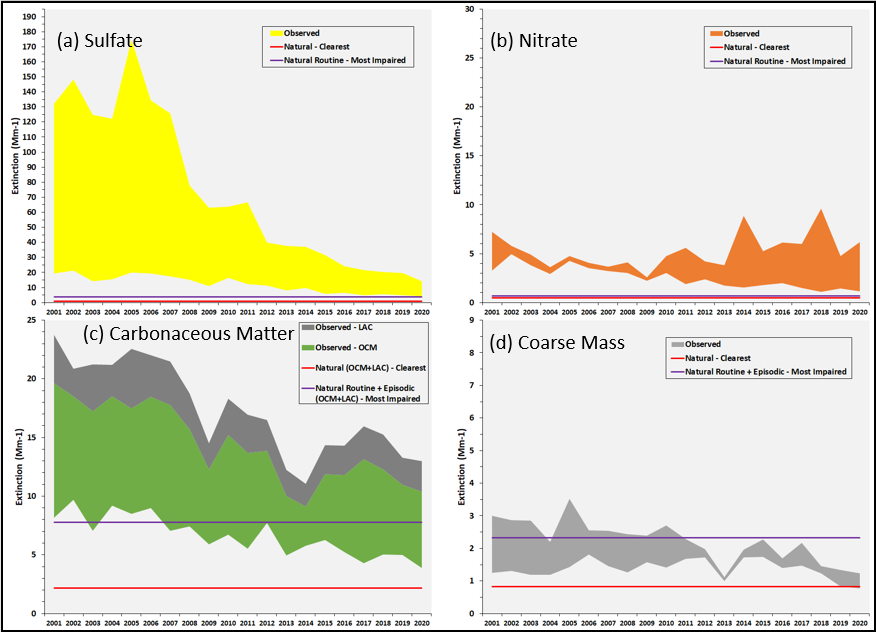 (a) Sulfate
Observed
Natural - Clearest
Natural Routine - Most Impaired
Extinction (Mm-1)
190
180
170
160
150
140
130
120
110
100
90
80
70
60
50
40
30
20
10
0
2001 2002 2003 2004 2005 2006 2007 2008 2009 2010 2011 2012 2013 2014 2015 2016 2017 2018 2019 2020
(b) Nitrate
Observed
Natural - Clearest
Natural Routine - Most Impaired
Extinction (Mm-1)
30
25
20
15
10
5
0
2001 2002 2003 2004 2005 2006 2007 2008 2009 2010 2011 2012 2013 2014 2015 2016 2017 2018 2019 2020
(c) Carbonaceous Matter
Observed - LAC
Observed - OCM
Natural (OCM+LAC) - Clearest
Natural Routine + Episodic
(OCM+LAC) - Most Impaired
Extinction (Mm-1)
25
20
15
10
5
0
2001 2002 2003 2004 2005 2006 2007 2008 2009 2010 2011 2012 2013 2014 2015 2016 2017 2018 2019 2020
(d) Coarse Mass
Observed
Natural - Clearest
Natural Routine + Episodic - Most Impaired
Extinction (Mm-1)
9
8
7
6
5
4
3
2
1
0
2001 2002 2003 2004 2005 2006 2007 2008 2009 2010 2011 2012 2013 2014 2015 2016 2017 2018 2019 2020